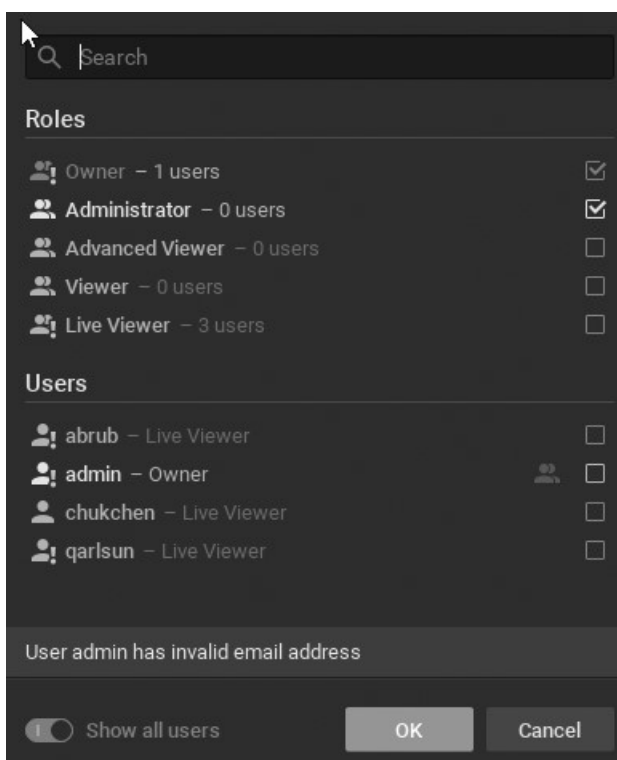 Search
Roles
Owner – 1 users
Administrator – 0 users
Advanced Viewer – 0 users
Viewer – 0 users
Live Viewer – 3 users
Users
abrub – Live Viewer
admin – Owner
chukchen – Live Viewer
qarlsun – Live Viewer
User admin has invalid email address
Show all users OK Cancel